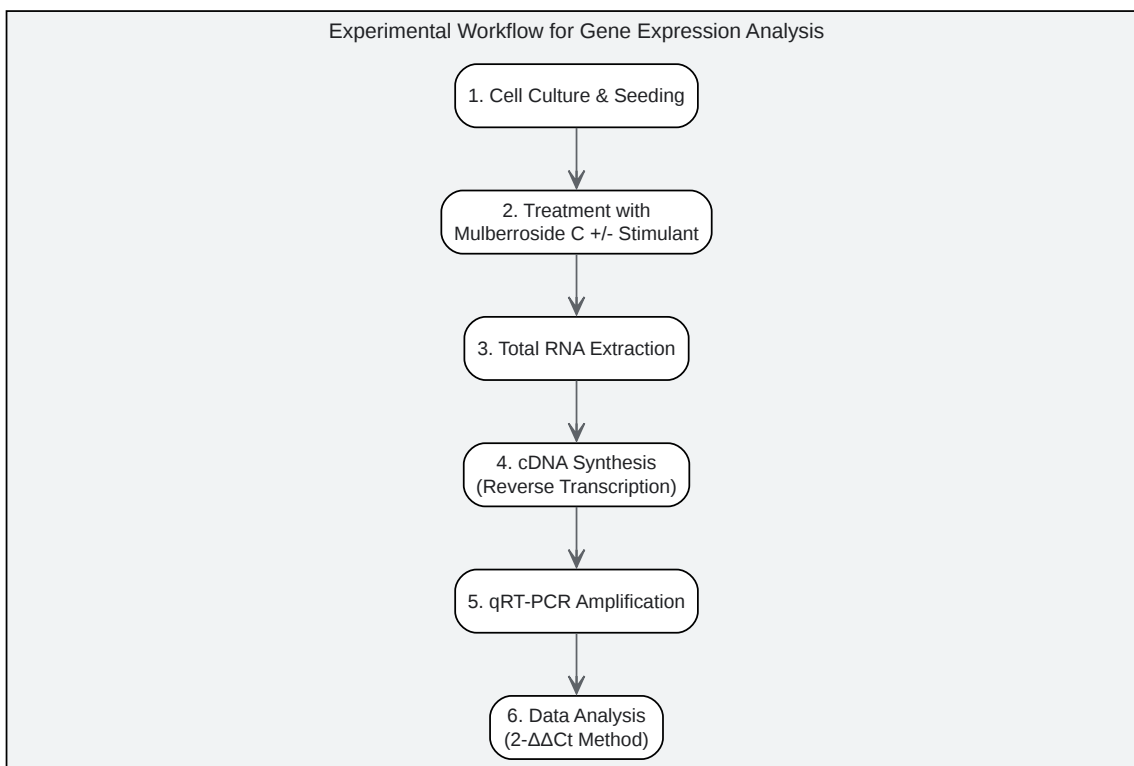 Experimental Workflow for Gene Expression Analysis
1. Cell Culture & Seeding
2. Treatment with
Mulberroside C +/- Stimulant
3. Total RNA Extraction
4. cDNA Synthesis
(Reverse Transcription)
5. qRT-PCR Amplification
6. Data Analysis
(2-ΔΔCt Method)